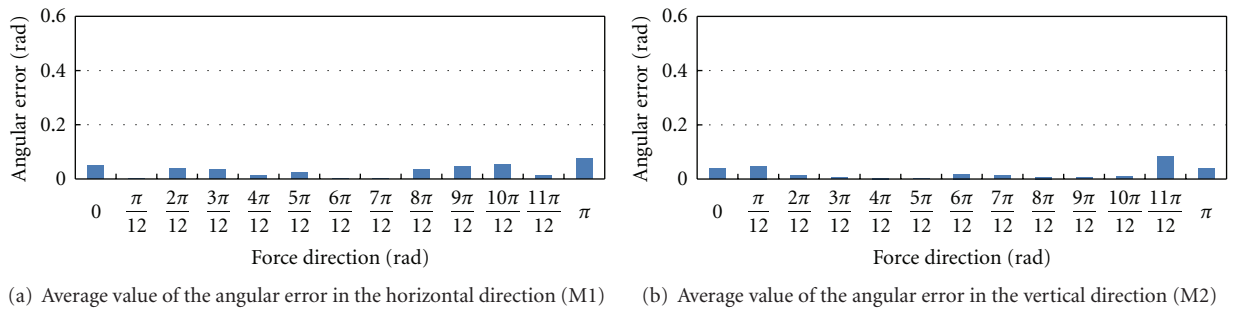 Angular error (rad)
0.6
0.4
0.2
0
0 π/12 2π/12 3π/12 4π/12 5π/12 6π/12 7π/12 8π/12 9π/12 10π/12 11π/12 π
Force direction (rad)
(a) Average value of the angular error in the horizontal direction (M1)
Angular error (rad)
0.6
0.4
0.2
0
0 π/12 2π/12 3π/12 4π/12 5π/12 6π/12 7π/12 8π/12 9π/12 10π/12 11π/12 π
Force direction (rad)
(b) Average value of the angular error in the vertical direction (M2)